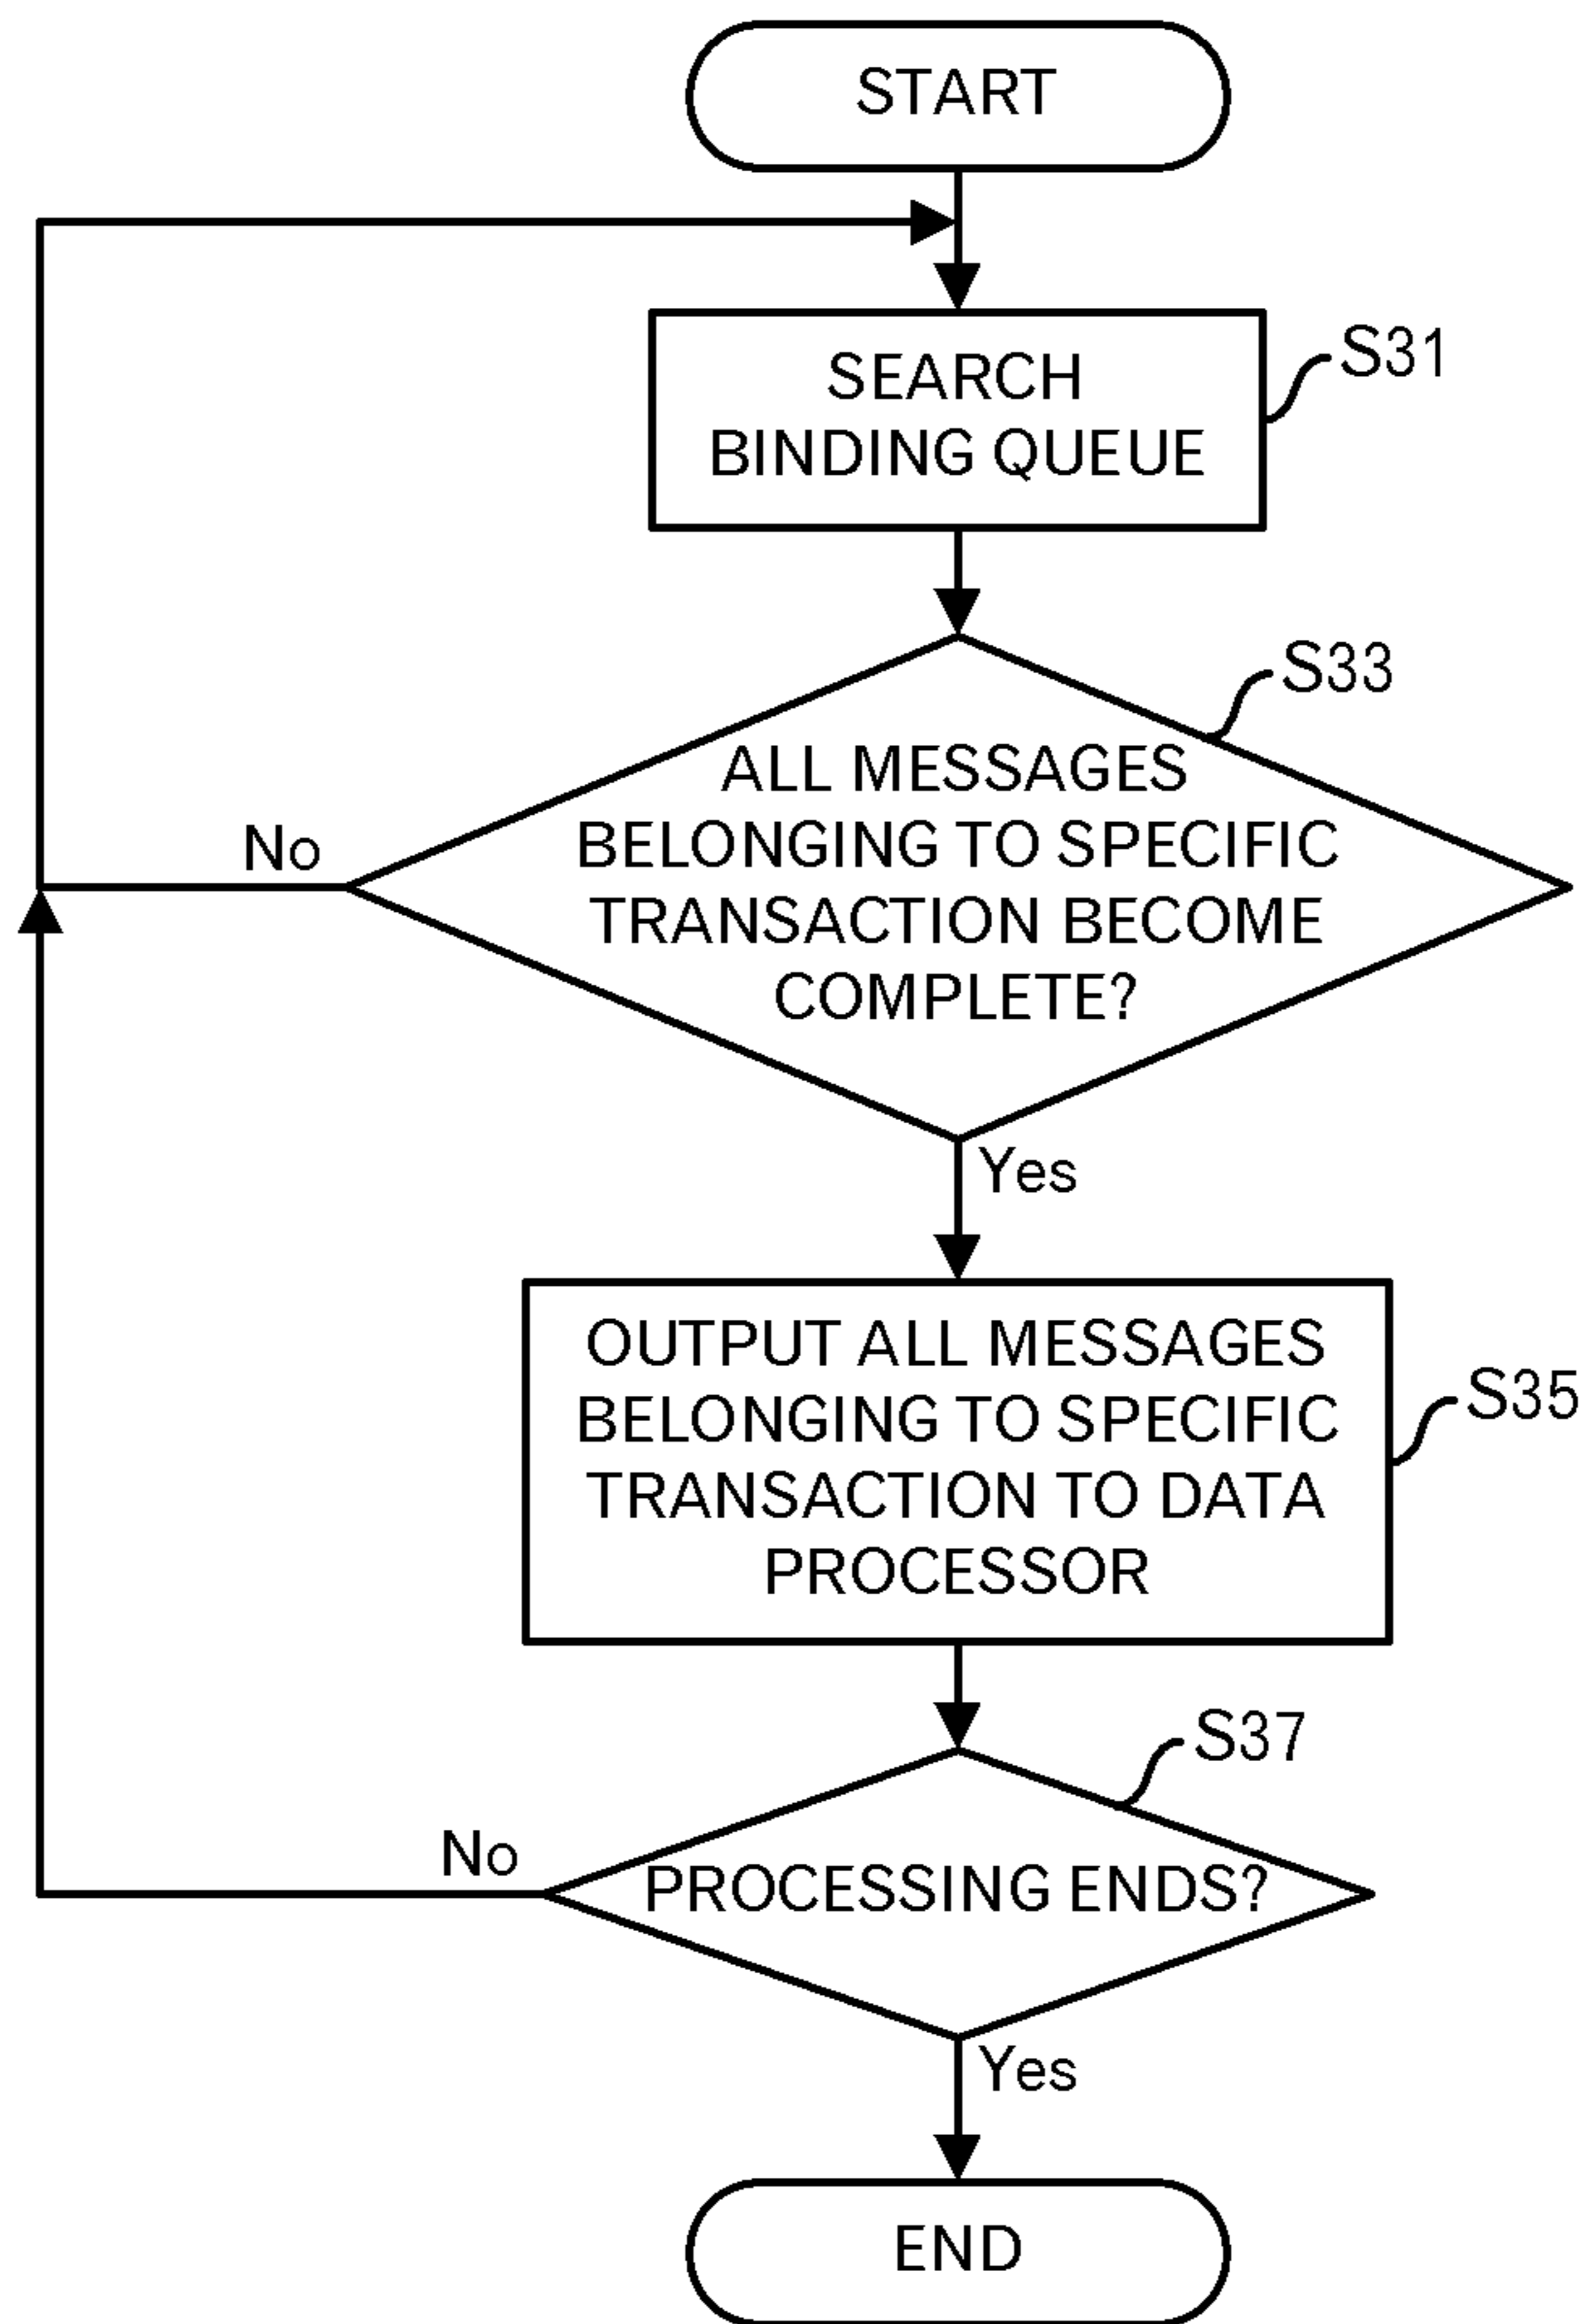 START
SEARCH
BINDING QUEUE
S31
S33
ALL MESSAGES
BELONGING TO SPECIFIC
TRANSACTION BECOME
COMPLETE?
No
Yes
OUTPUT ALL MESSAGES
BELONGING TO SPECIFIC
TRANSACTION TO DATA
PROCESSOR
S35
S37
No
PROCESSING ENDS?
Yes
END